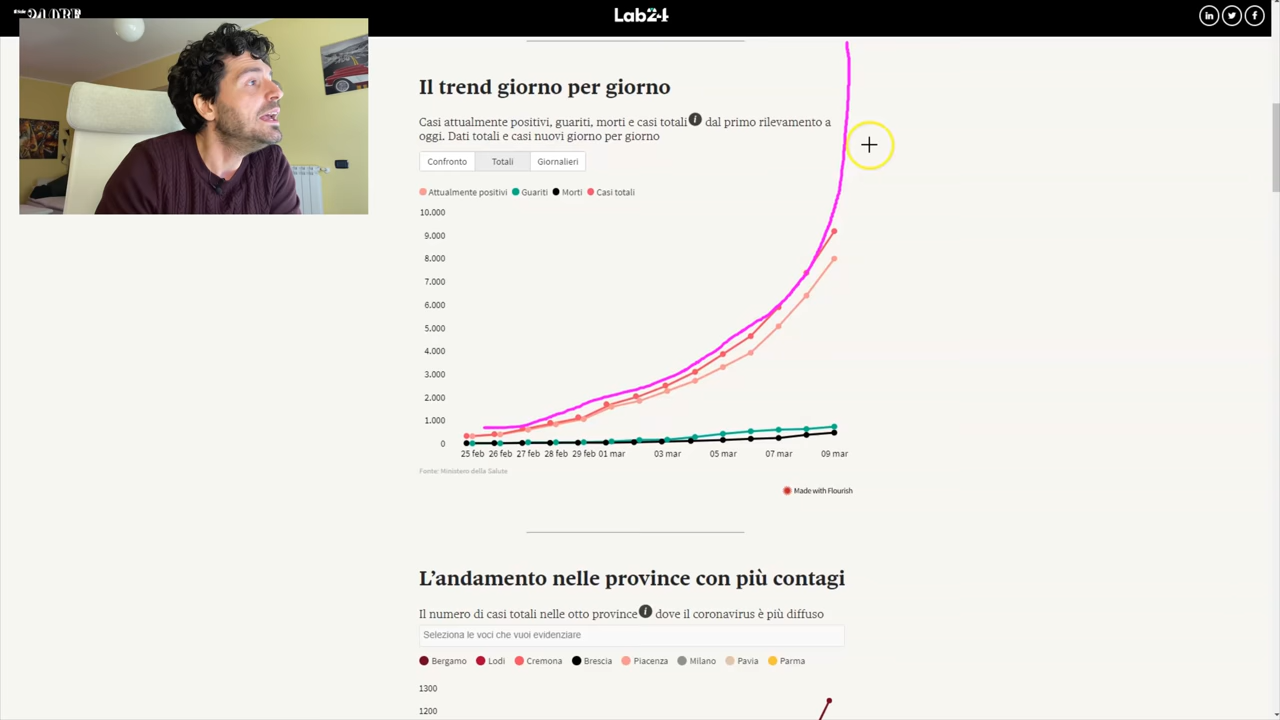 Il Sole
24 ORE
Lab24
Il trend giorno per giorno
Casi attualmente positivi, guariti, morti e casi totali i dal primo rilevamento a
oggi. Dati totali e casi nuovi giorno per giorno
Confronto Totali Giornalieri
Attualmente positivi Guariti Morti Casi totali
10.000
9.000
8.000
7.000
6.000
5.000
4.000
3.000
2.000
1.000
0
25 feb 26 feb 27 feb 28 feb 29 feb 01 mar 03 mar 05 mar 07 mar 09 mar
Fonte: Ministero della Salute
Made with Flourish
L'andamento nelle province con più contagi
Il numero di casi totali nelle otto province i dove il coronavirus è più diffuso
Seleziona le voci che vuoi evidenziare
Bergamo Lodi Cremona Brescia Piacenza Milano Pavia Parma
1300
1200